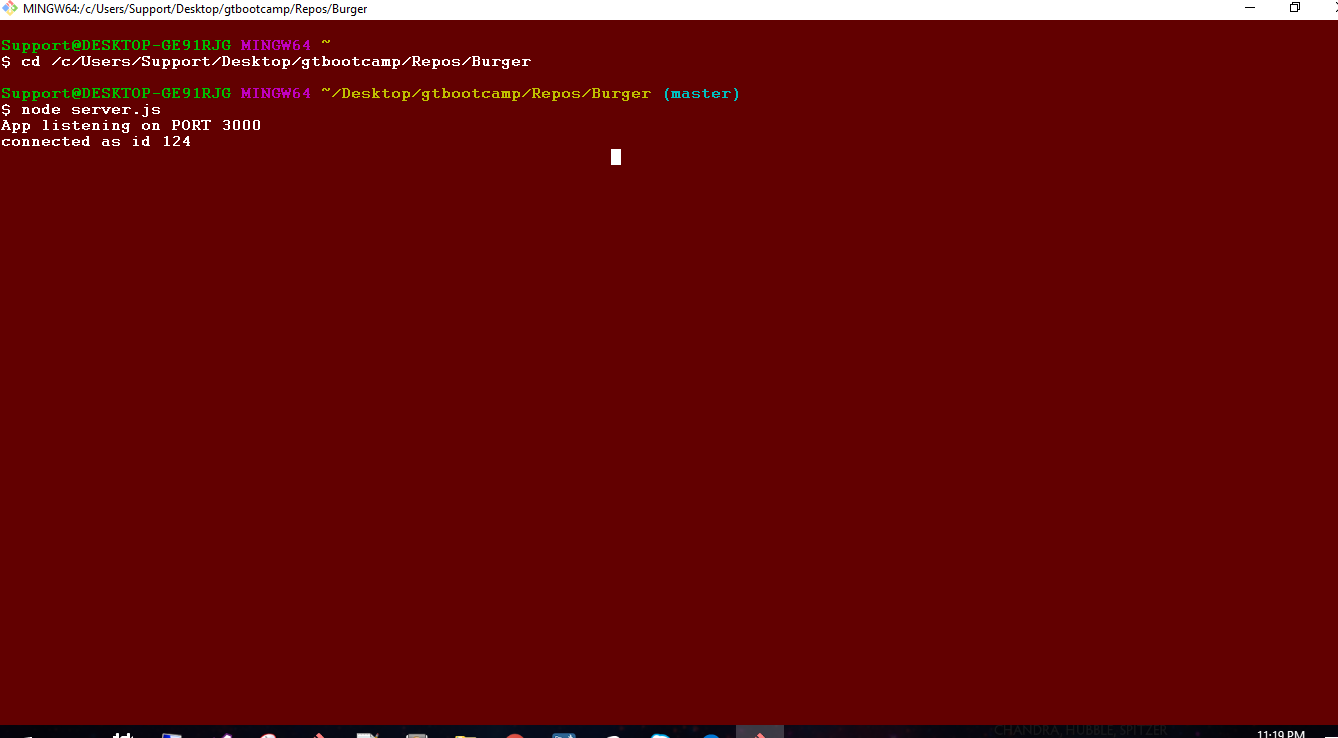 MINGW64:/c/Users/Support/Desktop/gtbootcamp/Repos/Burger
Support@DESKTOP-GE91RJG MINGW64 ~
$ cd /c/Users/Support/Desktop/gtbootcamp/Repos/Burger
Support@DESKTOP-GE91RJG MINGW64 ~/Desktop/gtbootcamp/Repos/Burger (master)
$ node server.js
App listening on PORT 3000
connected as id 124
CHANDRA, HUBBLE, SPITZER
11:19 PM